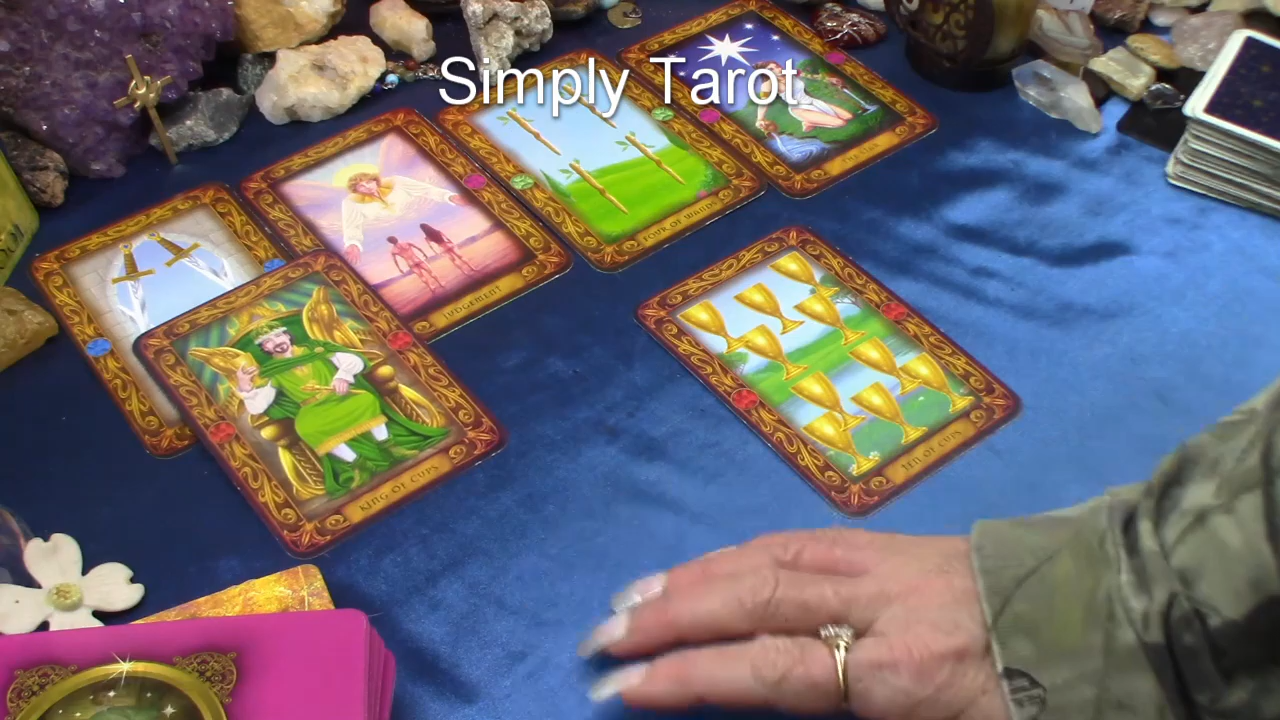 Simply Tarot
THE STAR
FOUR OF WANDS
JUDGEMENT
TEN OF CUPS
KING OF CUPS